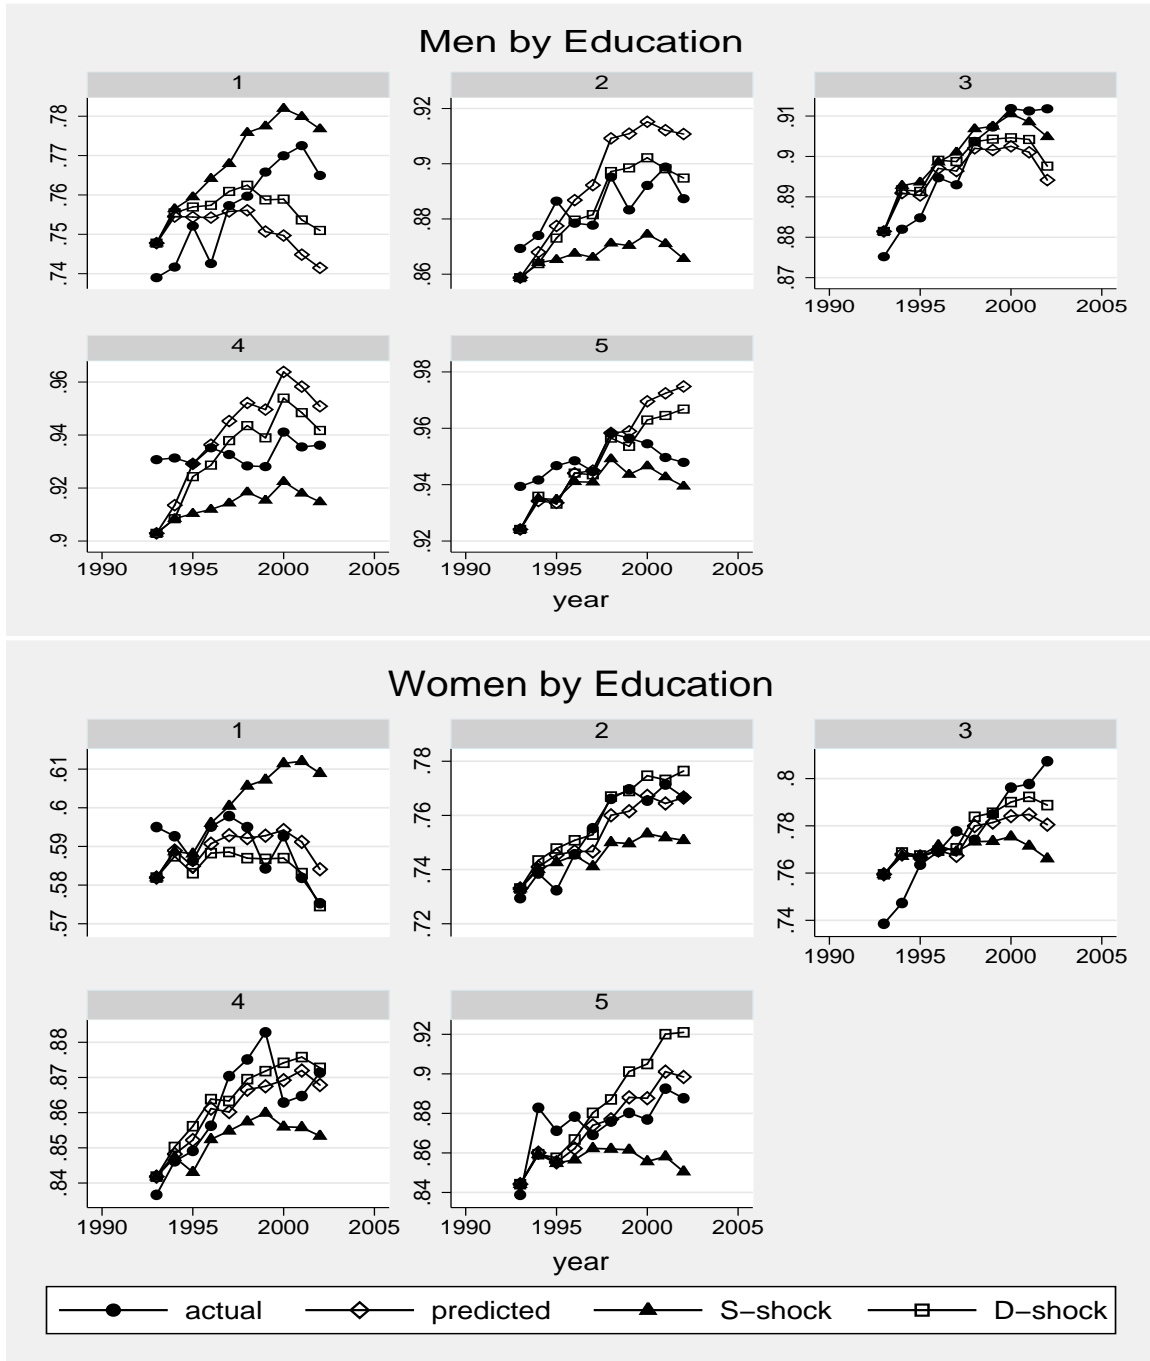 Men by Education
1 2 3
.74 .75 .76 .77 .78
.86 .88 .9 .92
.87 .88 .89 .9 .91
1990 1995 2000 2005
4 5
.9 .92 .94 .96
.92 .94 .96 .98
1990 1995 2000 2005 1990 1995 2000 2005
year
Women by Education
1 2 3
.57 .58 .59 .6 .61
.72 .74 .76 .78
.74 .76 .78 .8
1990 1995 2000 2005
4 5
.84 .85 .86 .87 .88
.84 .86 .88 .9 .92
1990 1995 2000 2005 1990 1995 2000 2005
year
actual predicted S−shock D−shock